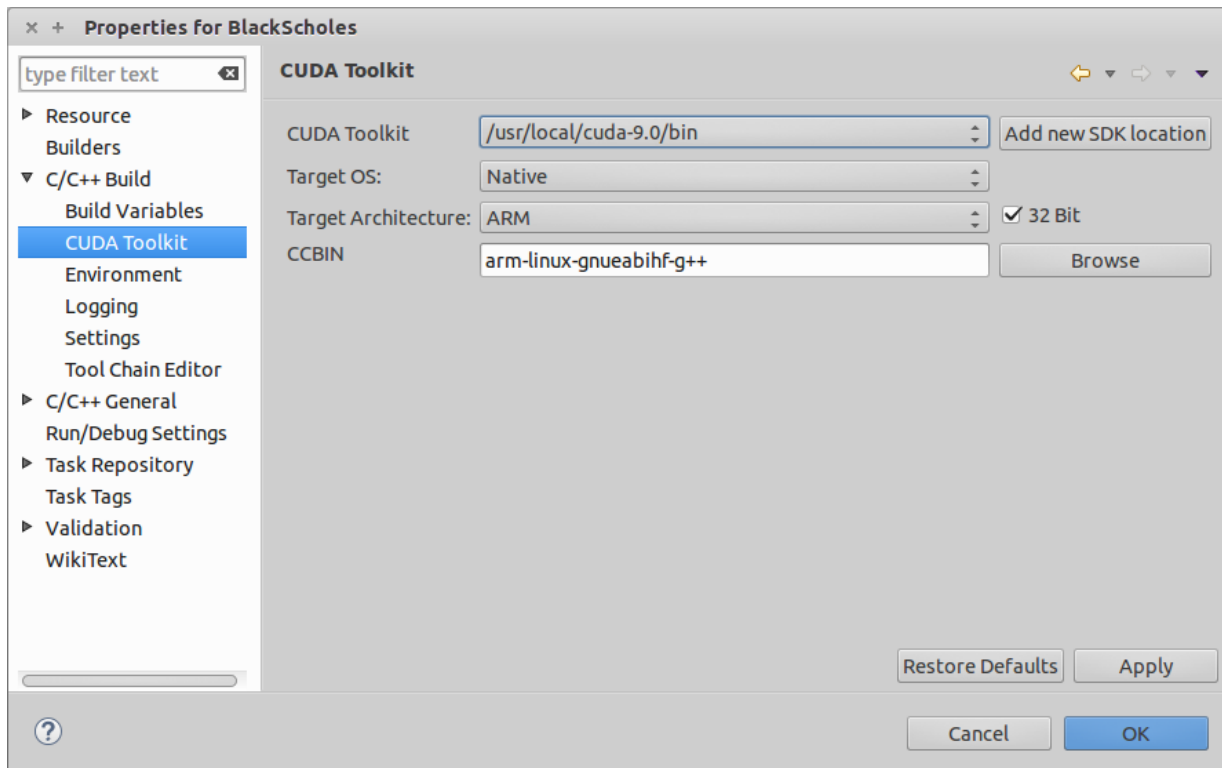 Properties for BlackScholes
type filter text
Resource
Builders
C/C++ Build
Build Variables
CUDA Toolkit
Environment
Logging
Settings
Tool Chain Editor
C/C++ General
Run/Debug Settings
Task Repository
Task Tags
Validation
WikiText
CUDA Toolkit
CUDA Toolkit /usr/local/cuda-9.0/bin Add new SDK location
Target OS: Native
Target Architecture: ARM 32 Bit
CCBIN arm-linux-gnueabihf-g++ Browse
Restore Defaults Apply
? Cancel OK